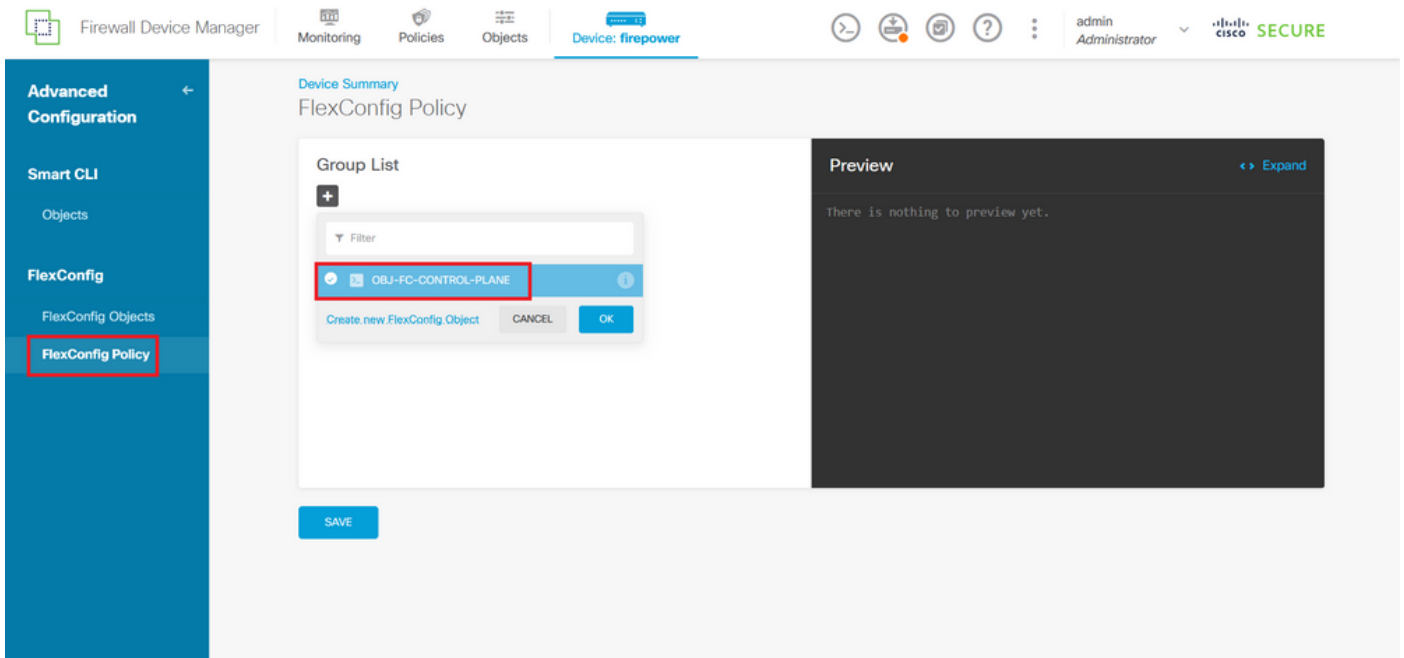 Firewall Device Manager
Monitoring
Policies
Objects
Device: firepower
admin
Administrator
cisco SECURE
Advanced
Configuration
Smart CLI
Objects
FlexConfig
FlexConfig Objects
FlexConfig Policy
Device Summary
FlexConfig Policy
Group List
Filter
OBJ-FC-CONTROL-PLANE
Create new FlexConfig Object
CANCEL
OK
SAVE
Preview
Expand
There is nothing to preview yet.